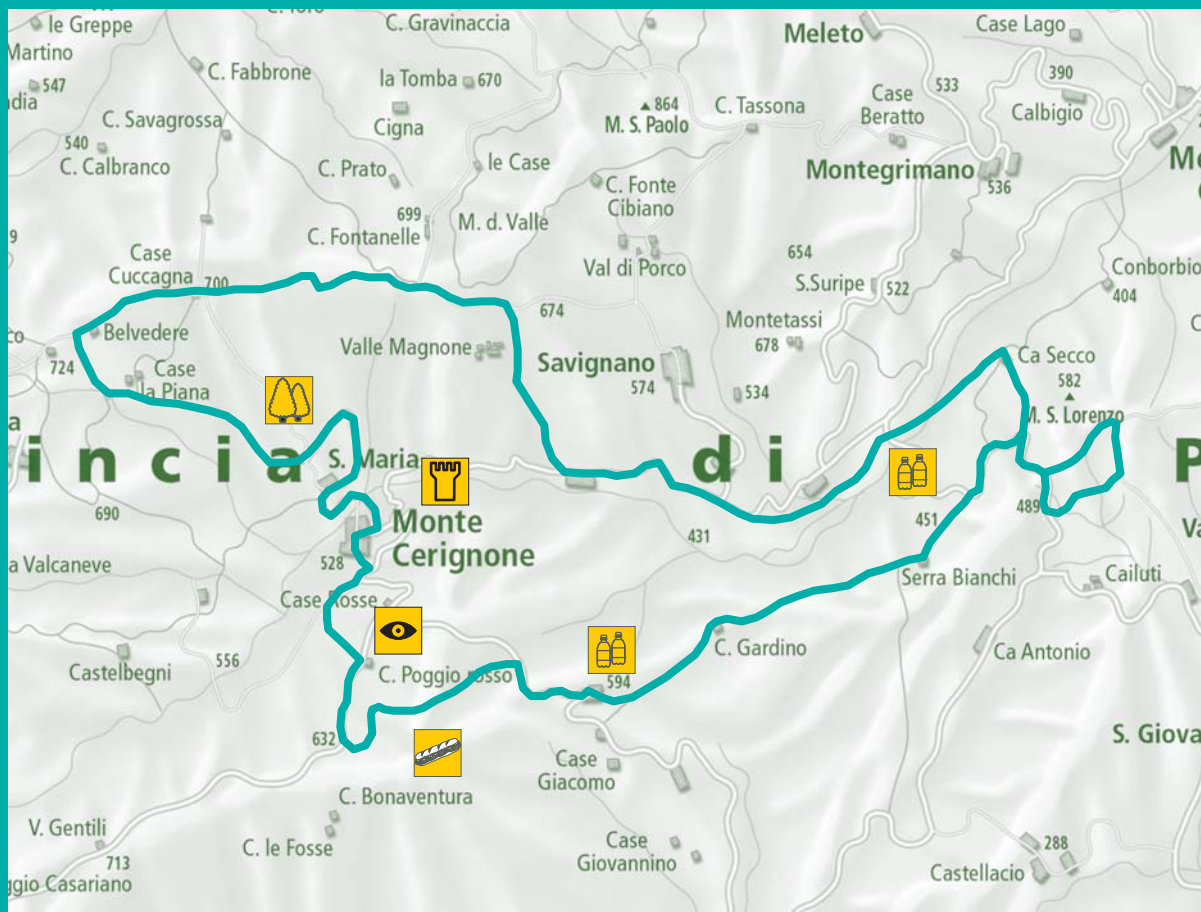 le Greppe
C. Gravinaccia
Meleto
Case Lago
Martino
547
C. Fabbrone
la Tomba
670
533
390
864
M. S. Paolo
C. Tassona
Case
Beratto
Calbigio
C. Savagrossa
Cigna
540
C. Calbranco
C. Prato
le Case
C. Fonte
Cibiano
Montegrimano
536
699
C. Fontanelle
M. d. Valle
Case
Cuccagna
700
Val di Porco
654
S.Suripe
522
Conborbio
404
674
Belvedere
724
Case
la Piana
Valle Magnone
Savignano
574
Montetassi
678
534
Ca Secco
582
M. S. Lorenzo
incia
di
P
S. Maria
690
Monte
Cerignone
528
431
451
489
a Valcaneve
Case Rosse
Serra Bianchi
Cailuti
Castelbegni
556
C. Poggio rosso
594
C. Gardino
Ca Antonio
632
S. Giova
Case
Giacomo
C. Bonaventura
V. Gentili
713
ggio Casariano
C. le Fosse
Case
Giovannino
288
Castellacio